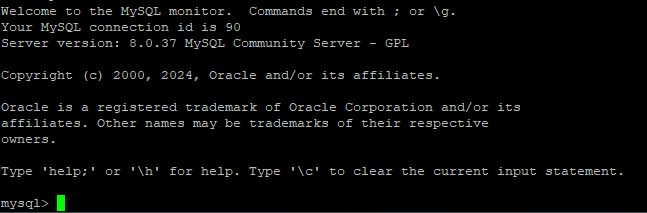 Welcome to the MySQL monitor.  Commands end with ; or \g.
Your MySQL connection id is 90
Server version: 8.0.37 MySQL Community Server - GPL
Copyright (c) 2000, 2024, Oracle and/or its affiliates.
Oracle is a registered trademark of Oracle Corporation and/or its
affiliates. Other names may be trademarks of their respective
owners.
Type 'help;' or '\h' for help. Type '\c' to clear the current input statement.
mysql>